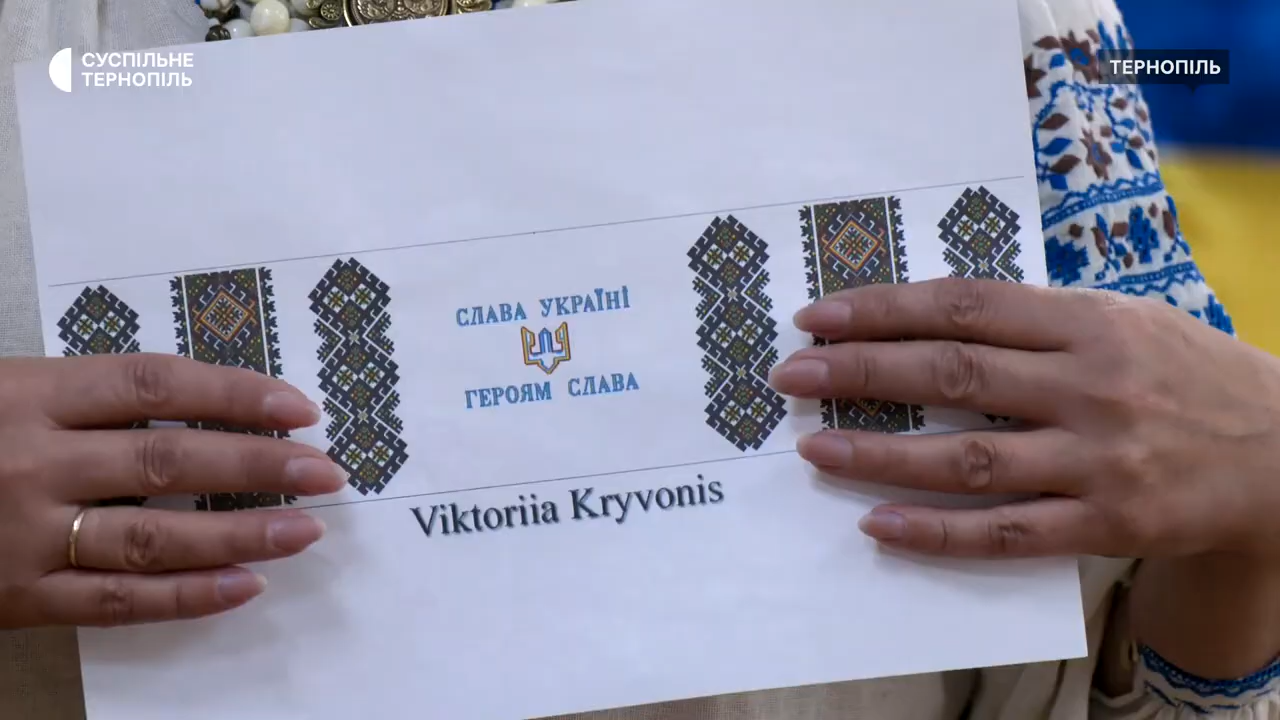 СУСПІЛЬНЕ
ТЕРНОПІЛЬ
ТЕРНОПІЛЬ
СЛАВА УКРАЇНІ
ГЕРОЯМ СЛАВА
Viktoriia Kryvonis